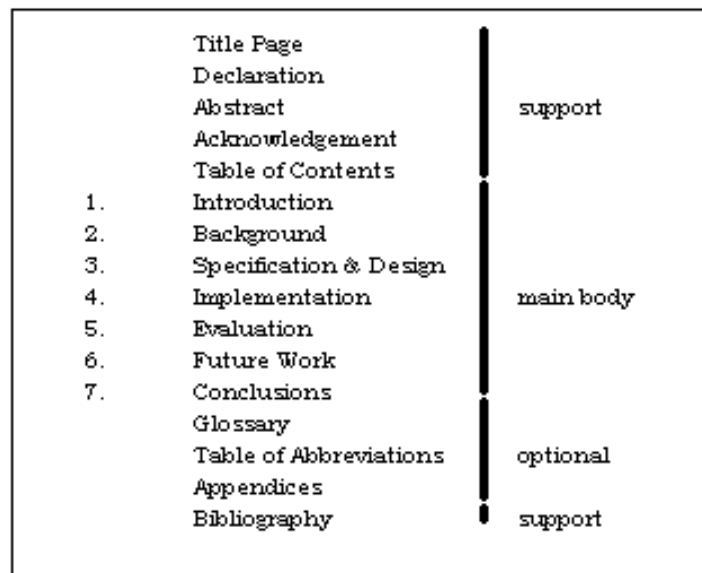 Title Page
Declaration
Abstract support
Acknowledgement
Table of Contents
1. Introduction
2. Background
3. Specification & Design
4. Implementation main body
5. Evaluation
6. Future Work
7. Conclusions
Glossary
Table of Abbreviations optional
Appendices
Bibliography support